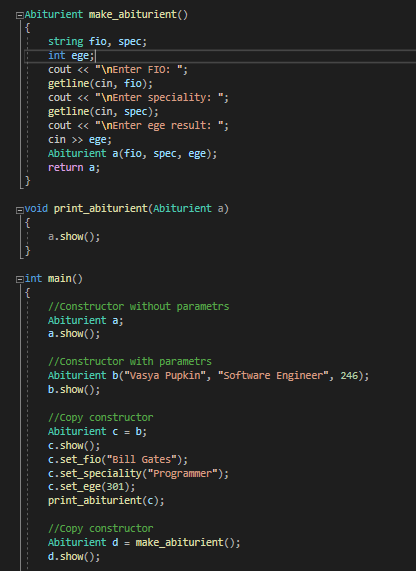 Abiturient make_abiturient()
{
string fio, spec;
int ege;
cout << "\nEnter FIO: ";
getline(cin, fio);
cout << "\nEnter speciality: ";
getline(cin, spec);
cout << "\nEnter ege result: ";
cin >> ege;
Abiturient a(fio, spec, ege);
return a;
}
void print_abiturient(Abiturient a)
{
a.show();
}
int main()
{
//Constructor without parametrs
Abiturient a;
a.show();
//Constructor with parametrs
Abiturient b("Vasya Pupkin", "Software Engineer", 246);
b.show();
//Copy constructor
Abiturient c = b;
c.show();
c.set_fio("Bill Gates");
c.set_speciality("Programmer");
c.set_ege(301);
print_abiturient(c);
//Copy constructor
Abiturient d = make_abiturient();
d.show();